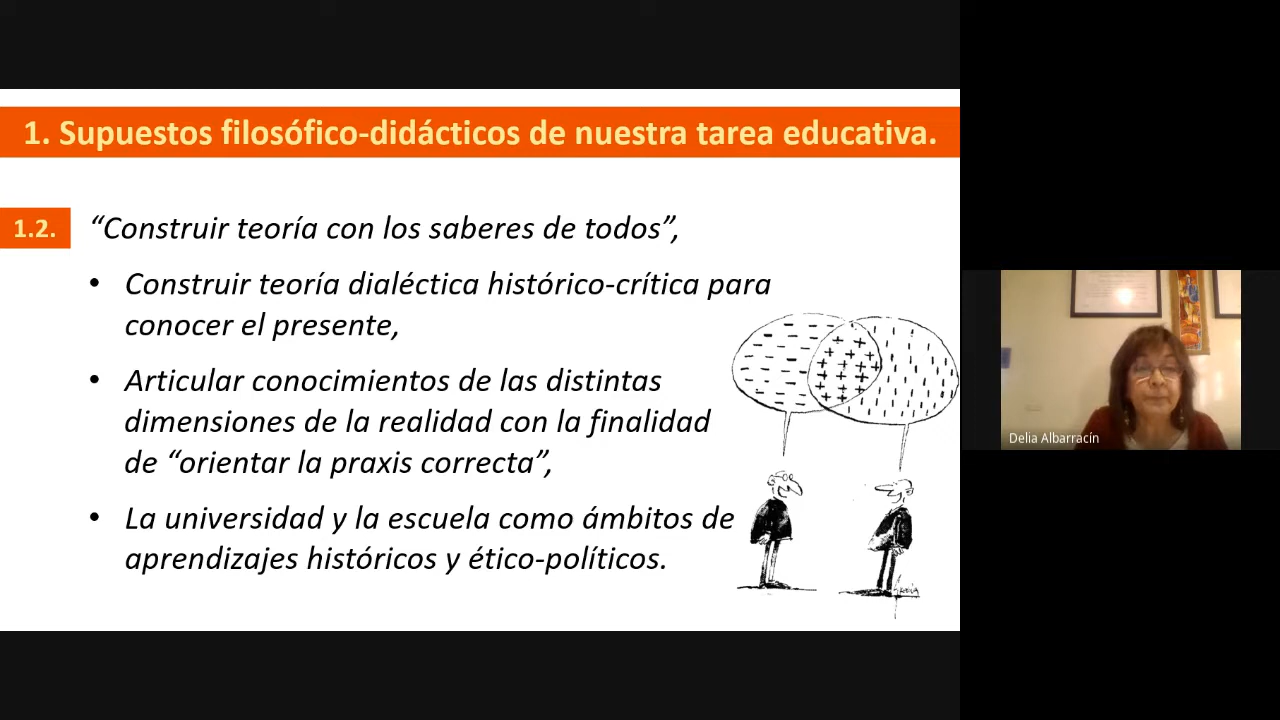 1. Supuestos filosófico-didácticos de nuestra tarea educativa.
1.2.
“Construir teoría con los saberes de todos”,
• Construir teoría dialéctica histórico-crítica para
conocer el presente,
• Articular conocimientos de las distintas
dimensiones de la realidad con la finalidad
de “orientar la praxis correcta”,
• La universidad y la escuela como ámbitos de
aprendizajes históricos y ético-políticos.
Delia Albarracín